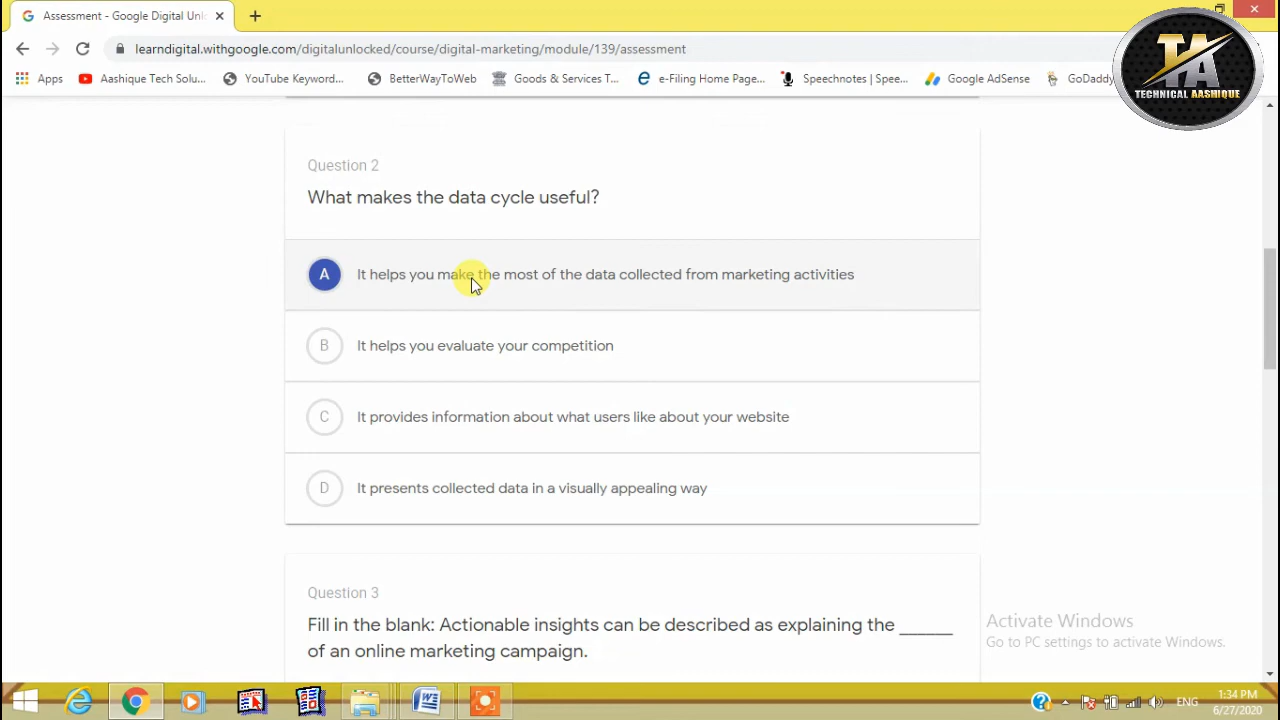 Assessment - Google Digital Unl
learndigital.withgoogle.com/digitalunlocked/course/digital-marketing/module/139/assessment
Apps Aashique Tech Solu... YouTube Keyword... BetterWayToWeb Goods & Services T... e-Filing Home Page... Speechnotes | Spee... Google AdSense GoDaddy
TA
TECHNICAL AASHIQUE
Question 2
What makes the data cycle useful?
A It helps you make the most of the data collected from marketing activities
B It helps you evaluate your competition
C It provides information about what users like about your website
D It presents collected data in a visually appealing way
Question 3
Fill in the blank: Actionable insights can be described as explaining the ______
of an online marketing campaign.
Activate Windows
Go to PC settings to activate Windows.
ENG
1:34 PM
6/27/2020